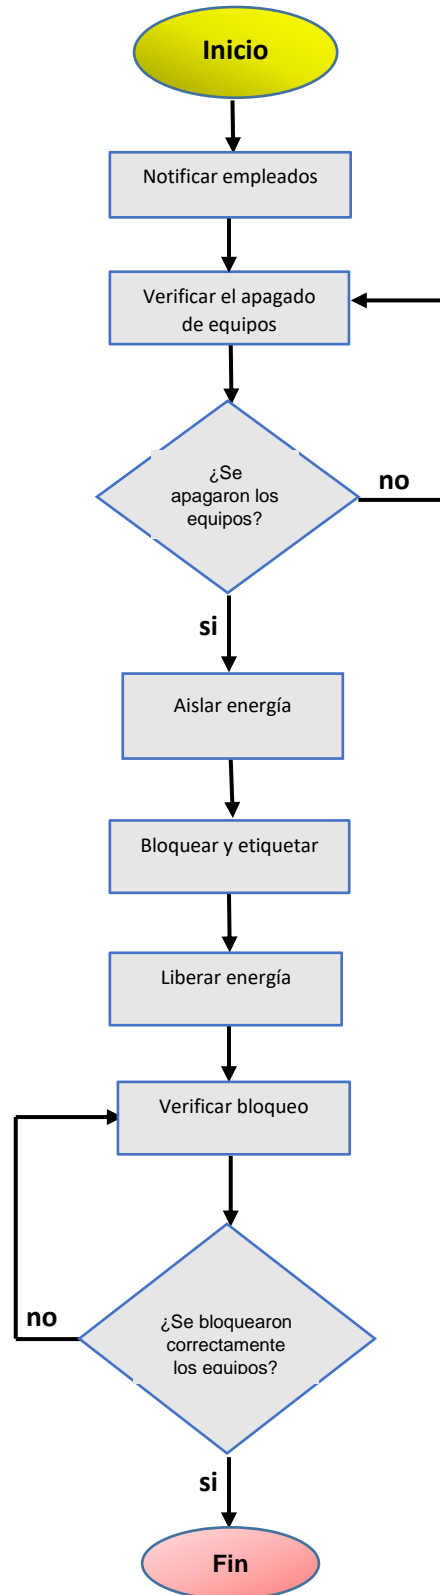 Inicio
Notificar empleados
Verificar el apagado
de equipos
¿Se
apagaron los
equipos?
no
si
Aislar energía
Bloquear y etiquetar
Liberar energía
Verificar bloqueo
¿Se bloquearon
correctamente
los equipos?
no
si
Fin